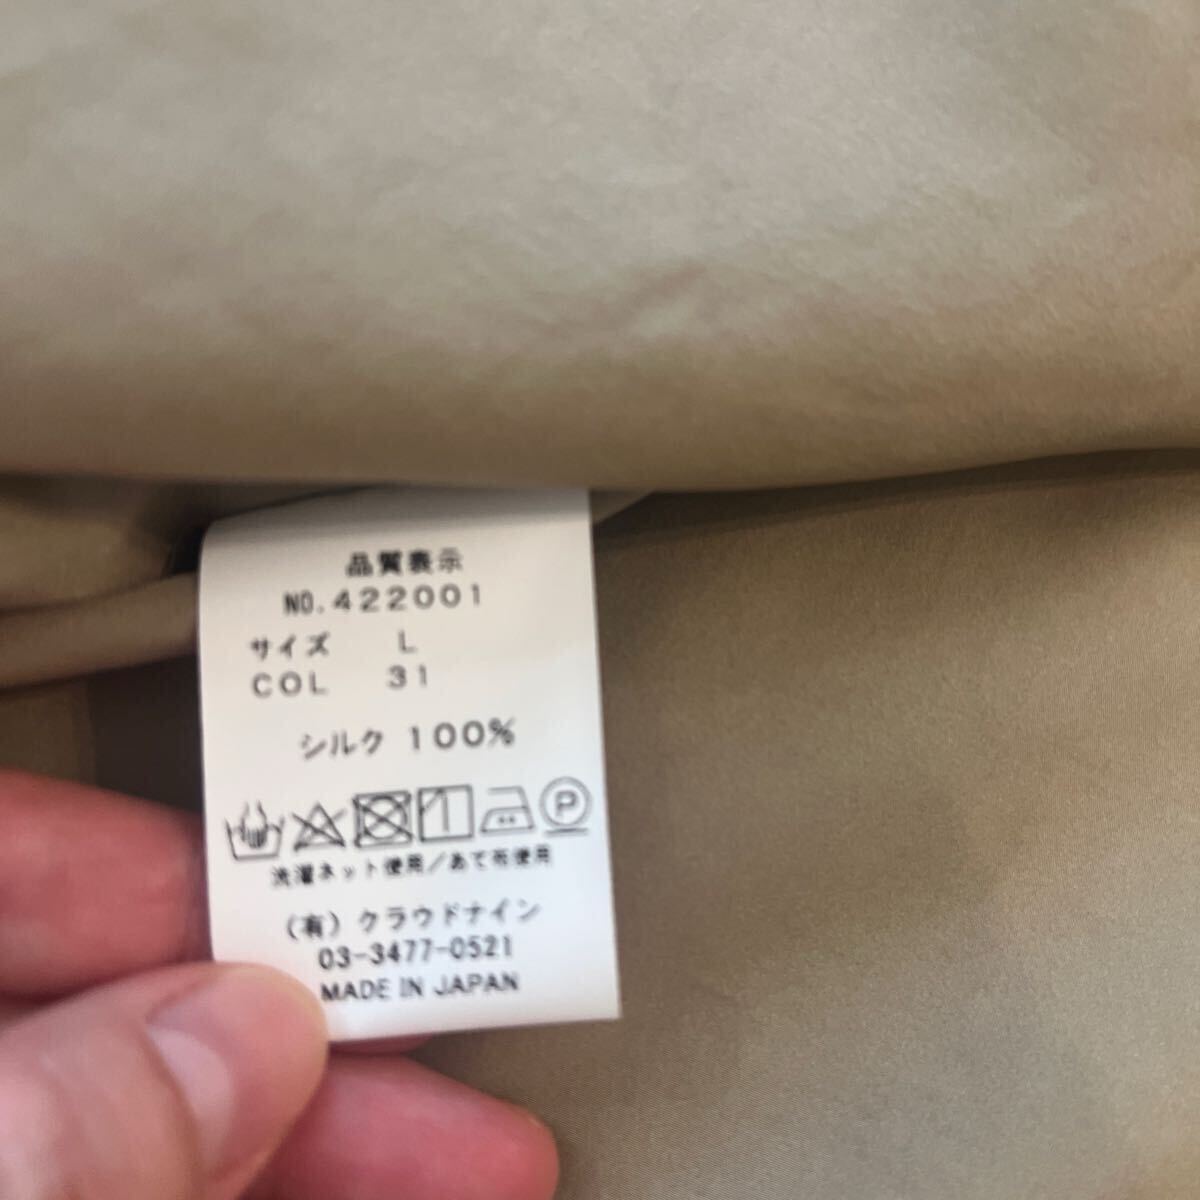 品質表示
NO.422001
サイズ L
COL 31
シルク 100%
P
洗濯ネット使用／あて布使用
(有)クラウドナイン
03-3477-0521
MADE IN JAPAN